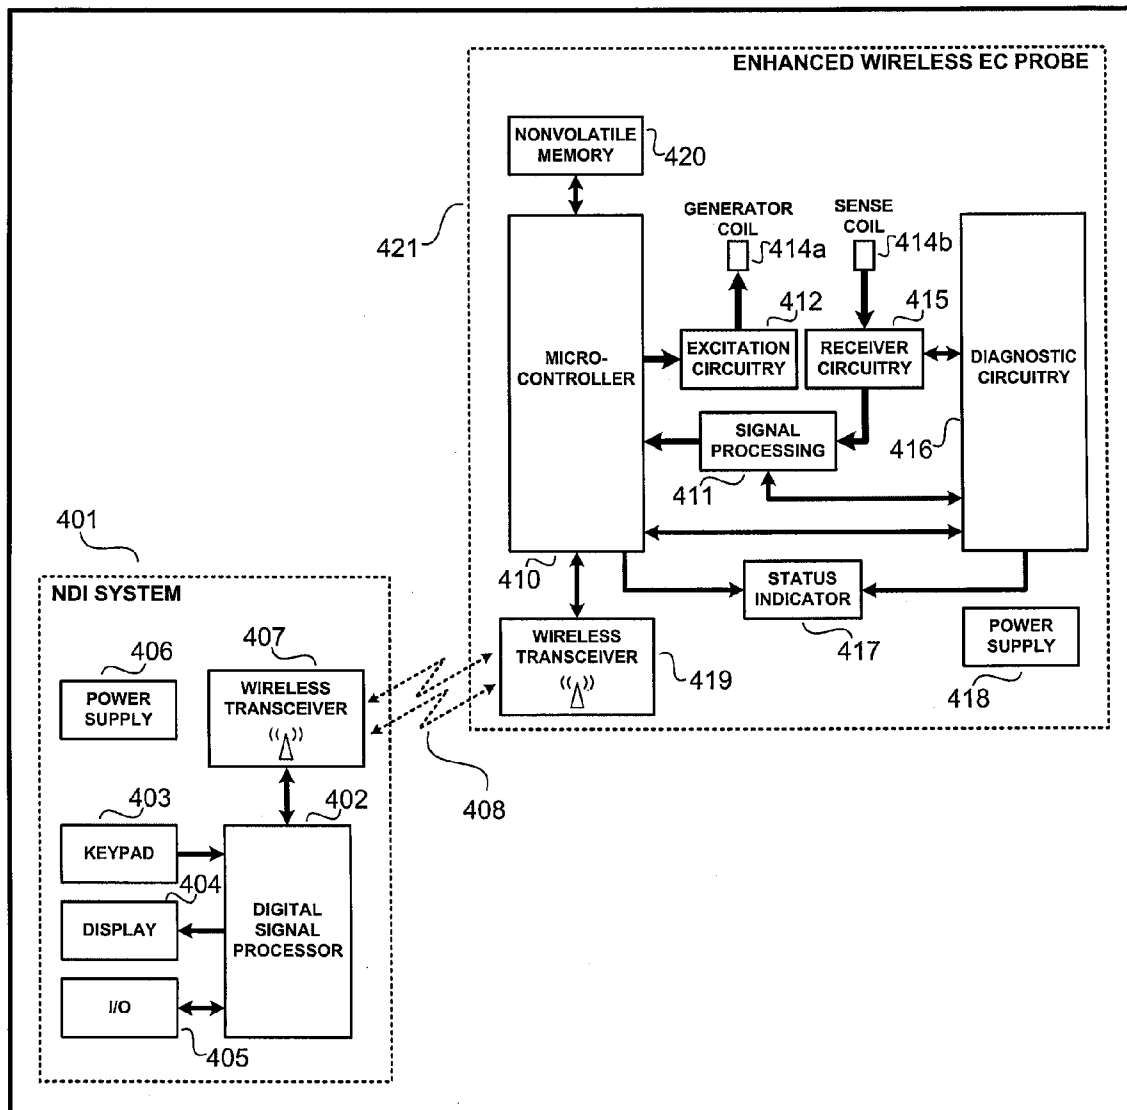 ENHANCED WIRELESS EC PROBE
NONVOLATILE
MEMORY
420
421
GENERATOR
COIL
414a
SENSE
COIL
414b
412
415
MICRO-
CONTROLLER
EXCITATION
CIRCUITRY
RECEIVER
CIRCUITRY
DIAGNOSTIC
CIRCUITRY
SIGNAL
PROCESSING
411
416
410
STATUS
INDICATOR
417
POWER
SUPPLY
418
WIRELESS
TRANSCEIVER
419
401
NDI SYSTEM
406
POWER
SUPPLY
407
WIRELESS
TRANSCEIVER
408
403
KEYPAD
402
404
DISPLAY
DIGITAL
SIGNAL
PROCESSOR
I/O
405